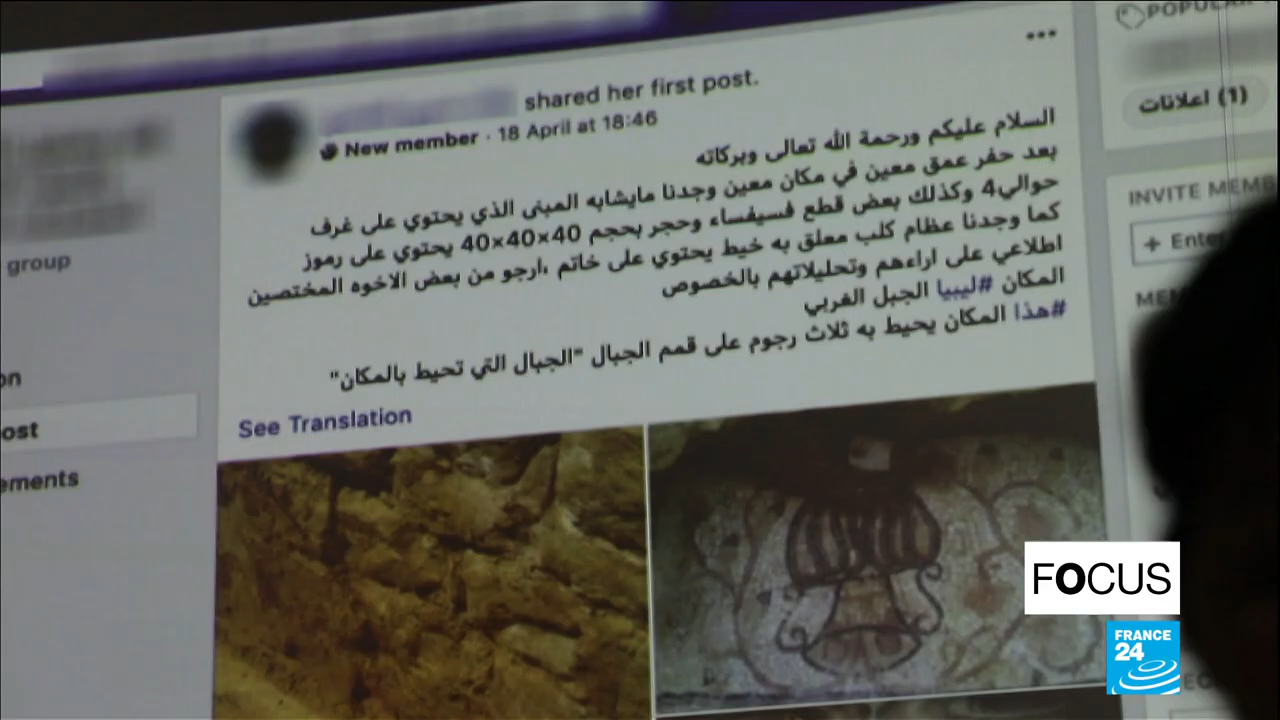 shared her first post.
New member · 18 April at 18:46
السلام عليكم ورحمة الله تعالى وبركاته
بعد حفر عمق معين في مكان معين وجدنا مايشابه المبنى الذي يحتوي على غرف
حوالي4 وكذلك بعض قطع فسيفساء وحجر بحجم 40×40×40 يحتوي على رموز
كما وجدنا عظام كلب معلق به خيط يحتوي على خاتم ،ارجو من بعض الاخوه المختصين
اطلاعي على اراءهم وتحليلاتهم بالخصوص
المكان #ليبيا الجبل الغربي
#هذا المكان يحيط به ثلاث رجوم على قمم الجبال "الجبال التي تحيط بالمكان"
See Translation
group
ost
ements
اعلانات (1)
INVITE MEMB
+ Enter
FOCUS
FRANCE
24